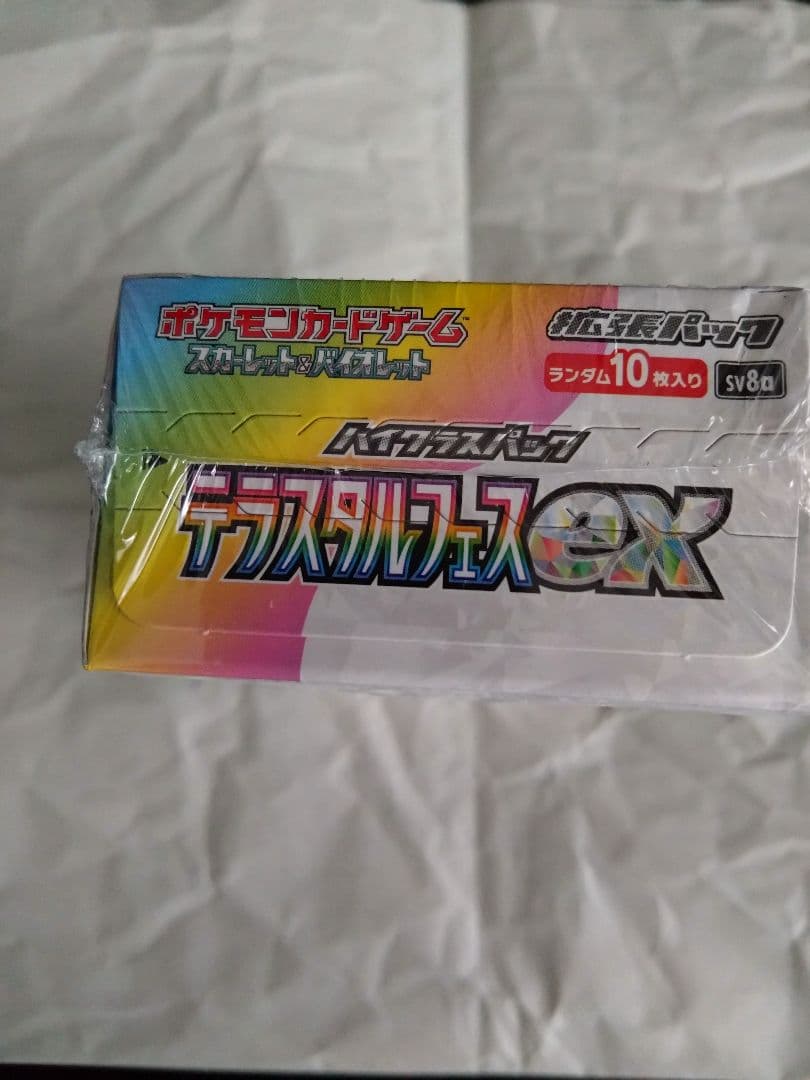 ポケモンカードゲーム™
スカーレット&バイオレット
拡張パック
ランダム10枚入り
SV8a
ハイクラスパック
テラスタルフェスex